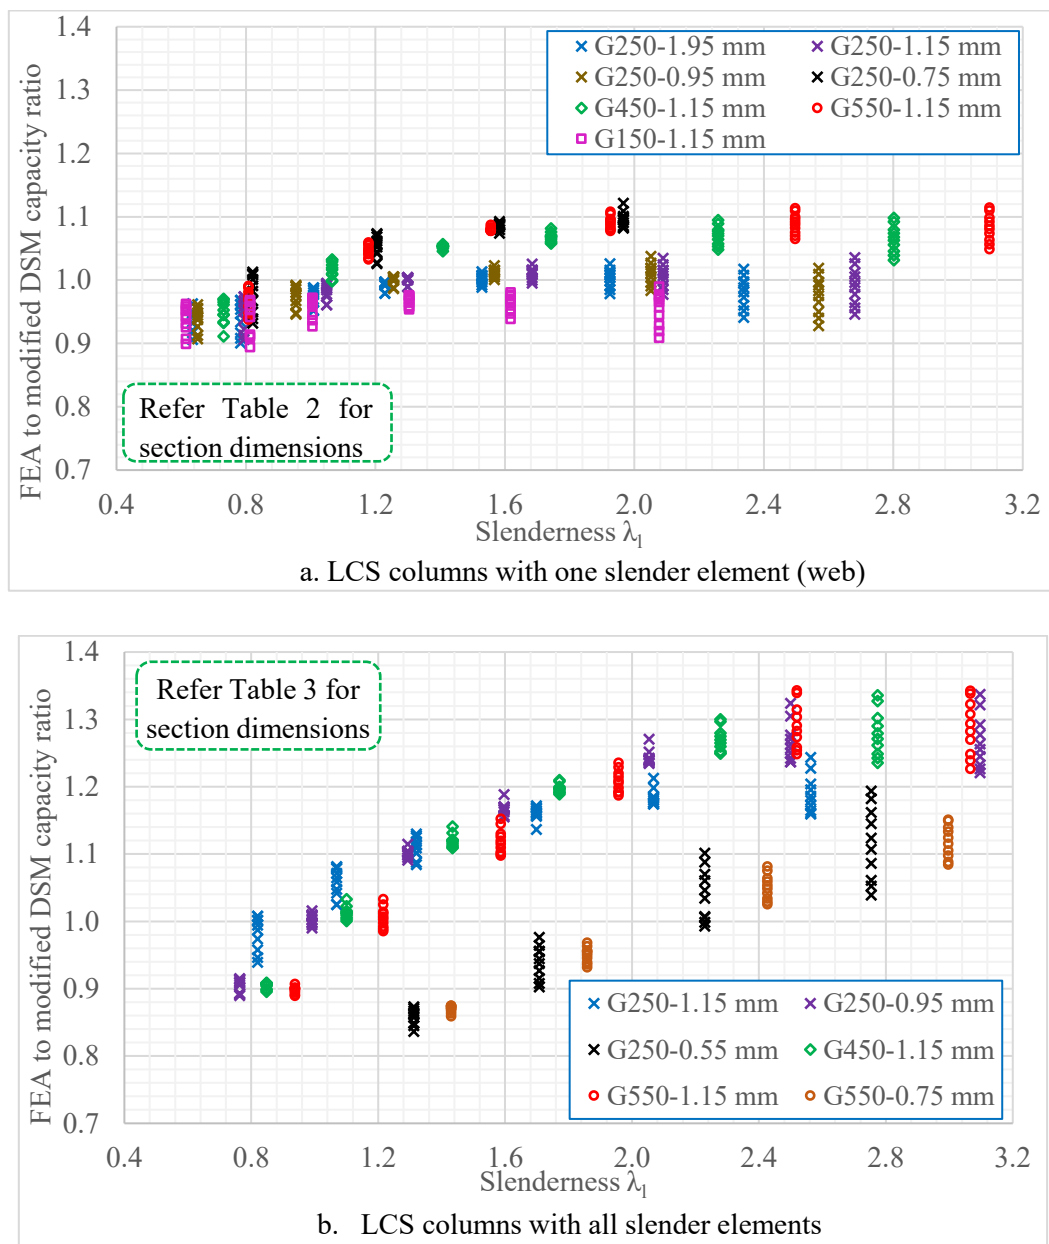 1.4
1.3
1.2
1.1
1.0
0.9
0.8
0.7
FEA to modified DSM capacity ratio
G250-1.95 mm
G250-1.15 mm
G250-0.95 mm
G250-0.75 mm
G450-1.15 mm
G550-1.15 mm
G150-1.15 mm
Refer Table 2 for
section dimensions
0.4 0.8 1.2 1.6 2.0 2.4 2.8 3.2
Slenderness λl
a. LCS columns with one slender element (web)
1.4
1.3
1.2
1.1
1.0
0.9
0.8
0.7
FEA to modified DSM capacity ratio
Refer Table 3 for
section dimensions
G250-1.15 mm
G250-0.95 mm
G250-0.55 mm
G450-1.15 mm
G550-1.15 mm
G550-0.75 mm
0.4 0.8 1.2 1.6 2.0 2.4 2.8 3.2
Slenderness λl
b. LCS columns with all slender elements